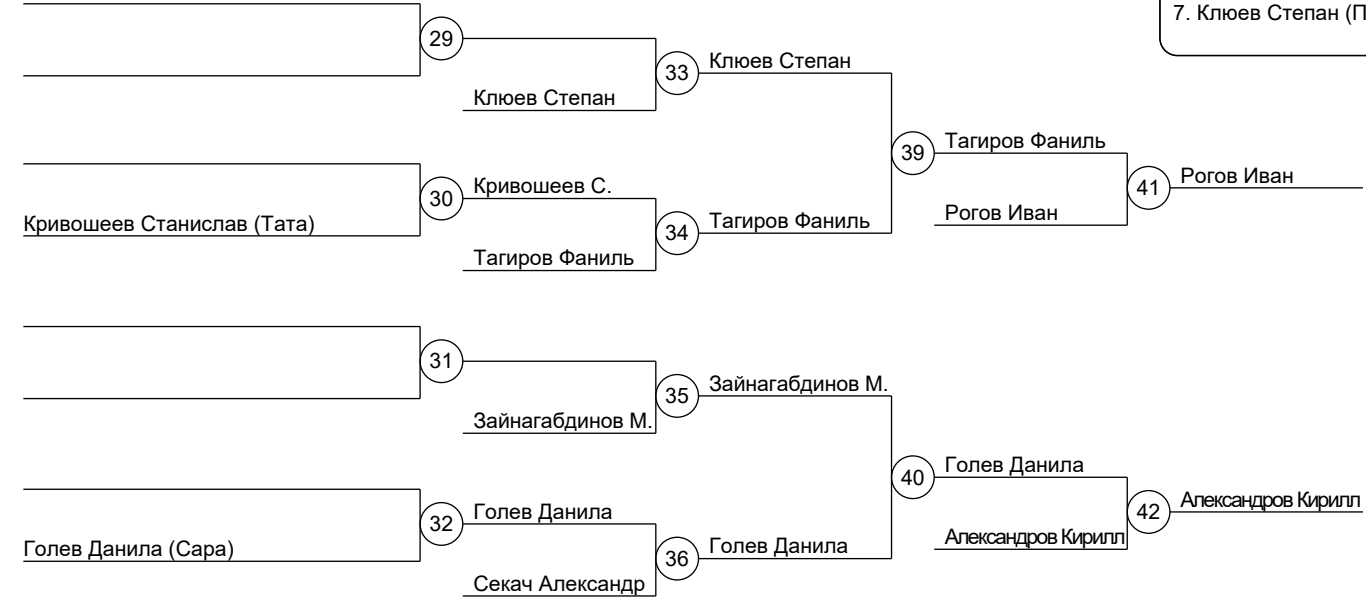 7. Клюев Степан (П
29
Клюев Степан
33
Клюев Степан
Кривошеев Станислав (Тата)
30
Кривошеев С.
Тагиров Фаниль
34
Тагиров Фаниль
39
Тагиров Фаниль
Рогов Иван
41
Рогов Иван
31
Зайнагабдинов М.
35
Зайнагабдинов М.
Голев Данила (Сара)
32
Голев Данила
Секач Александр
36
Голев Данила
40
Голев Данила
Александров Кирилл
42
Александров Кирилл